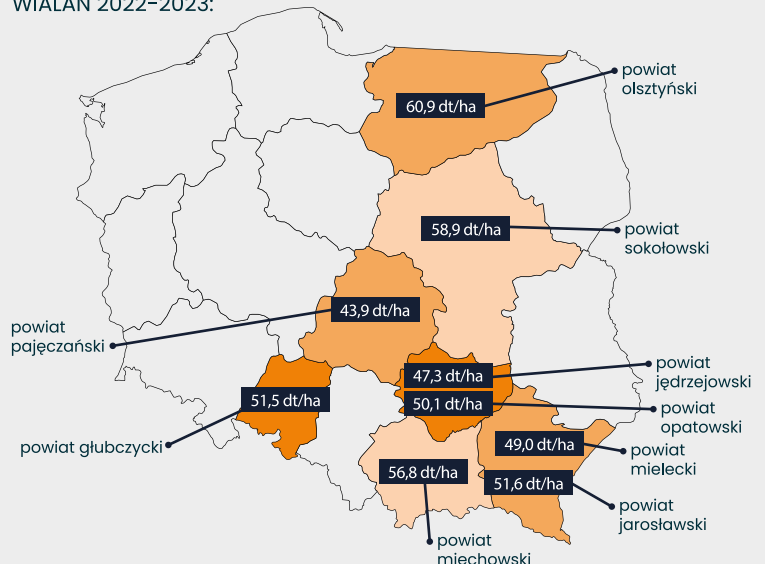 WIALAN 2022-2023:
powiat
olsztyński
60,9 dt/ha
58,9 dt/ha
powiat
sokołowski
43,9 dt/ha
powiat
pajęczański
47,3 dt/ha
powiat
jędrzejowski
51,5 dt/ha
50,1 dt/ha
powiat
opatowski
powiat głubczycki
49,0 dt/ha
powiat
mielecki
56,8 dt/ha
51,6 dt/ha
powiat
jarosławski
powiat
miechowski